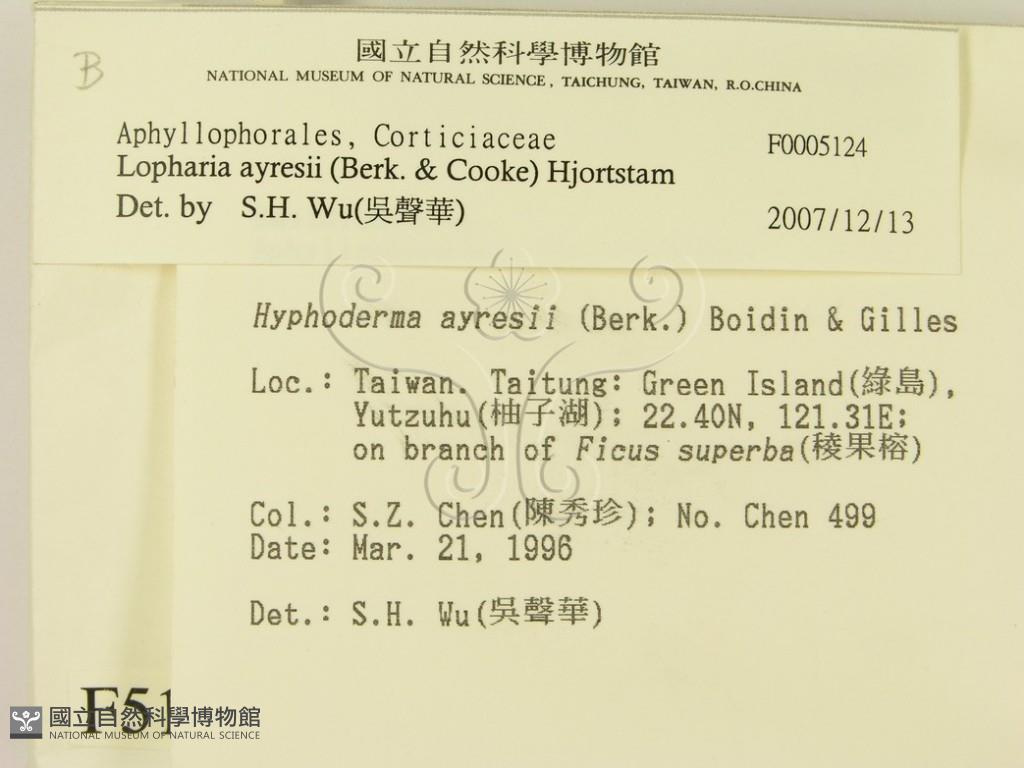 B
國立自然科學博物館
NATIONAL MUSEUM OF NATURAL SCIENCE, TAICHUNG, TAIWAN, R.O.CHINA
Aphyllophorales, Corticiaceae F0005124
Lopharia ayresii (Berk. & Cooke) Hjortstam
Det. by S.H. Wu(吳聲華) 2007/12/13
Hyphoderma ayresii (Berk.) Boidin & Gilles
Loc.: Taiwan. Taitung: Green Island(綠島),
Yutzuhu(柚子湖); 22.40N, 121.31E;
on branch of Ficus superba(稜果榕)
Col.: S.Z. Chen(陳秀珍); No. Chen 499
Date: Mar. 21, 1996
Det.: S.H. Wu(吳聲華)
F51
國立自然科學博物館
NATIONAL MUSEUM OF NATURAL SCIENCE